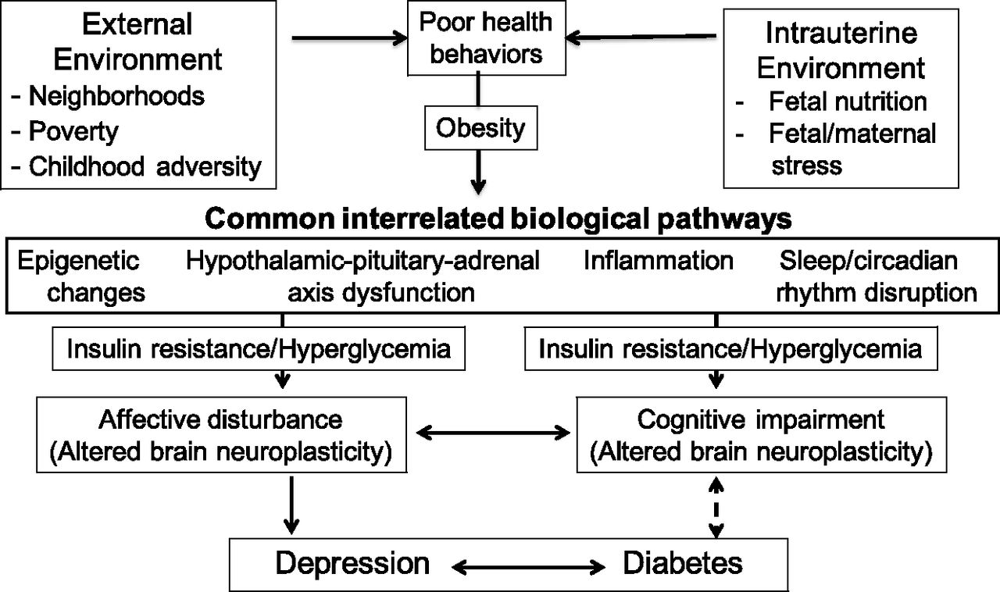 External
Environment
- Neighborhoods
- Poverty
- Childhood adversity
Poor health
behaviors
Intrauterine
Environment
- Fetal nutrition
- Fetal/maternal
stress
Obesity
Common interrelated biological pathways
Epigenetic
changes
Hypothalamic-pituitary-adrenal
axis dysfunction
Inflammation
Sleep/circadian
rhythm disruption
Insulin resistance/Hyperglycemia
Insulin resistance/Hyperglycemia
Affective disturbance
(Altered brain neuroplasticity)
Cognitive impairment
(Altered brain neuroplasticity)
Depression
Diabetes